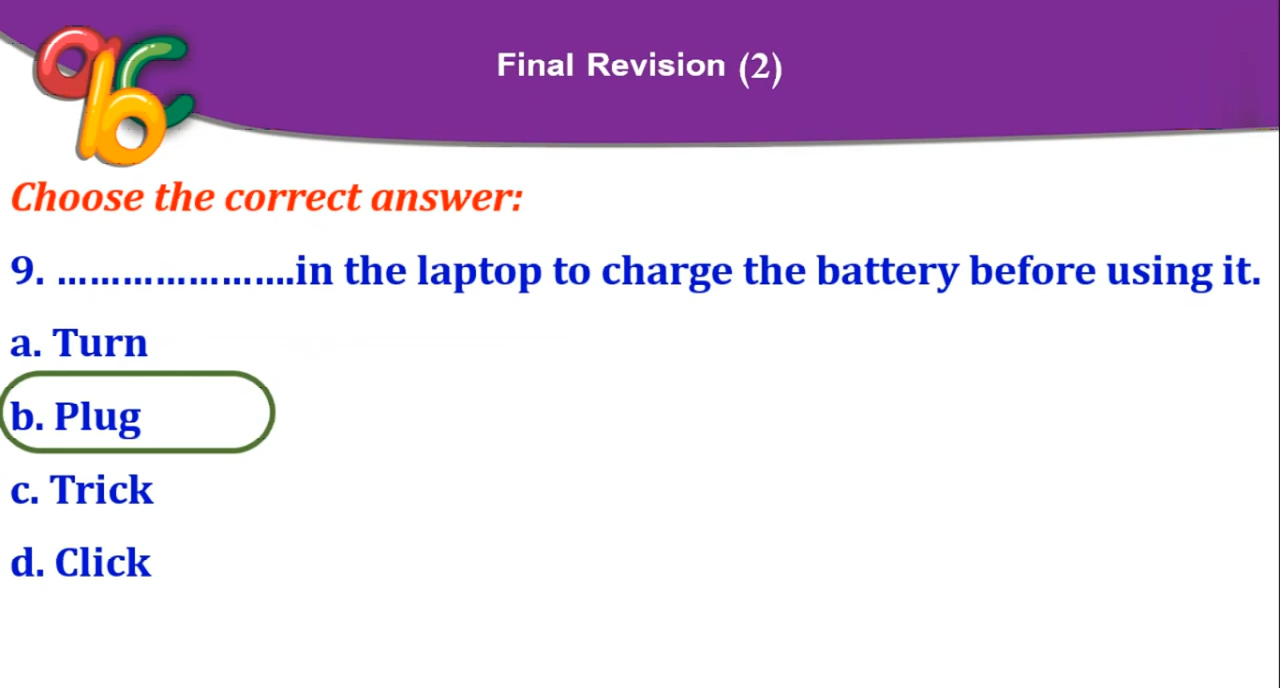 abc
Final Revision (2)
Choose the correct answer:
9. ......................in the laptop to charge the battery before using it.
a. Turn
b. Plug
c. Trick
d. Click